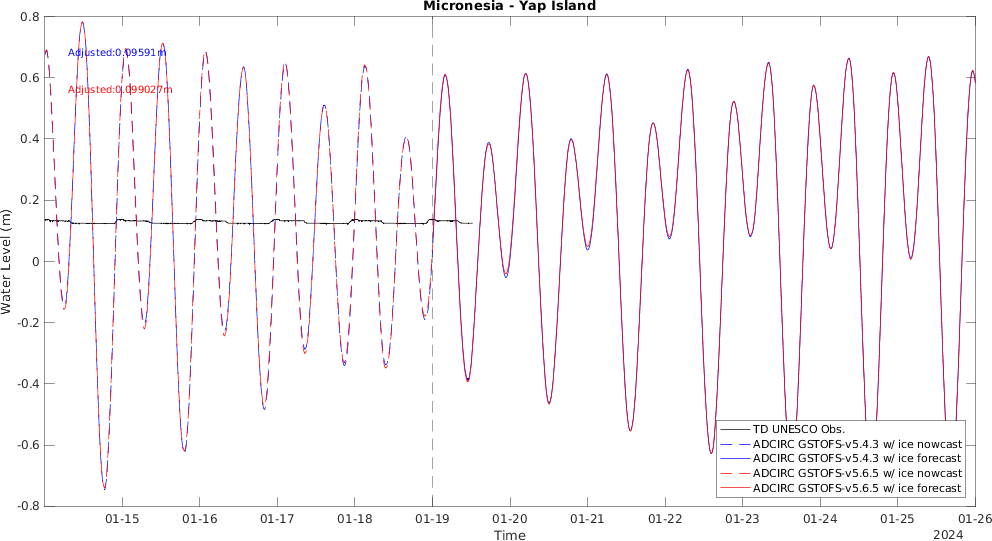 Micronesia - Yap Island
0.8
0.6
0.4
0.2
0
-0.2
-0.4
-0.6
-0.8
Water Level (m)
Adjusted:0.09591m
Adjusted:0.099027m
TD UNESCO Obs.
ADCIRC GSTOFS-v5.4.3 w/ ice nowcast
ADCIRC GSTOFS-v5.4.3 w/ ice forecast
ADCIRC GSTOFS-v5.6.5 w/ ice nowcast
ADCIRC GSTOFS-v5.6.5 w/ ice forecast
01-15 01-16 01-17 01-18 01-19 01-20 01-21 01-22 01-23 01-24 01-25 01-26
Time
2024